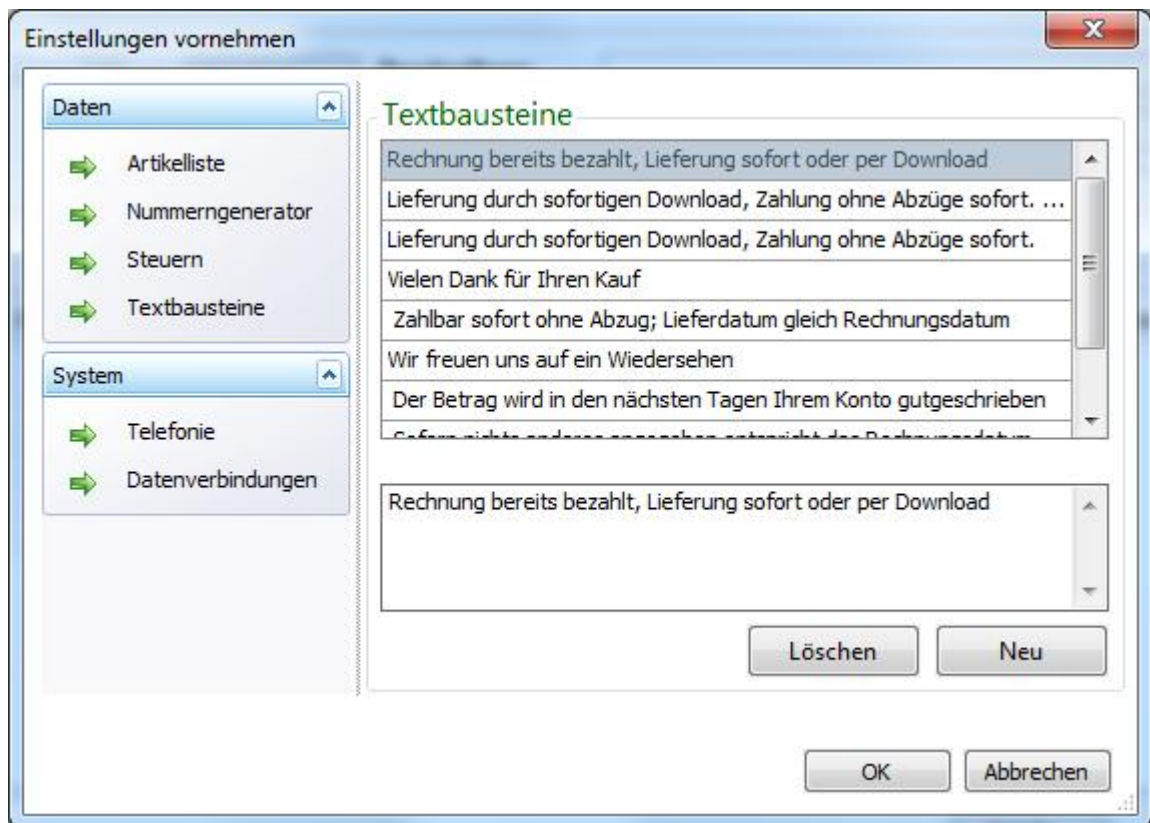 Einstellungen vornehmen
Daten
Artikelliste
Nummerngenerator
Steuern
Textbausteine
System
Telefonie
Datenverbindungen
Textbausteine
Rechnung bereits bezahlt, Lieferung sofort oder per Download
Lieferung durch sofortigen Download, Zahlung ohne Abzüge sofort. ...
Lieferung durch sofortigen Download, Zahlung ohne Abzüge sofort.
Vielen Dank für Ihren Kauf
Zahlbar sofort ohne Abzug; Lieferdatum gleich Rechnungsdatum
Wir freuen uns auf ein Wiedersehen
Der Betrag wird in den nächsten Tagen Ihrem Konto gutgeschrieben
Rechnung bereits bezahlt, Lieferung sofort oder per Download
Löschen
Neu
OK
Abbrechen